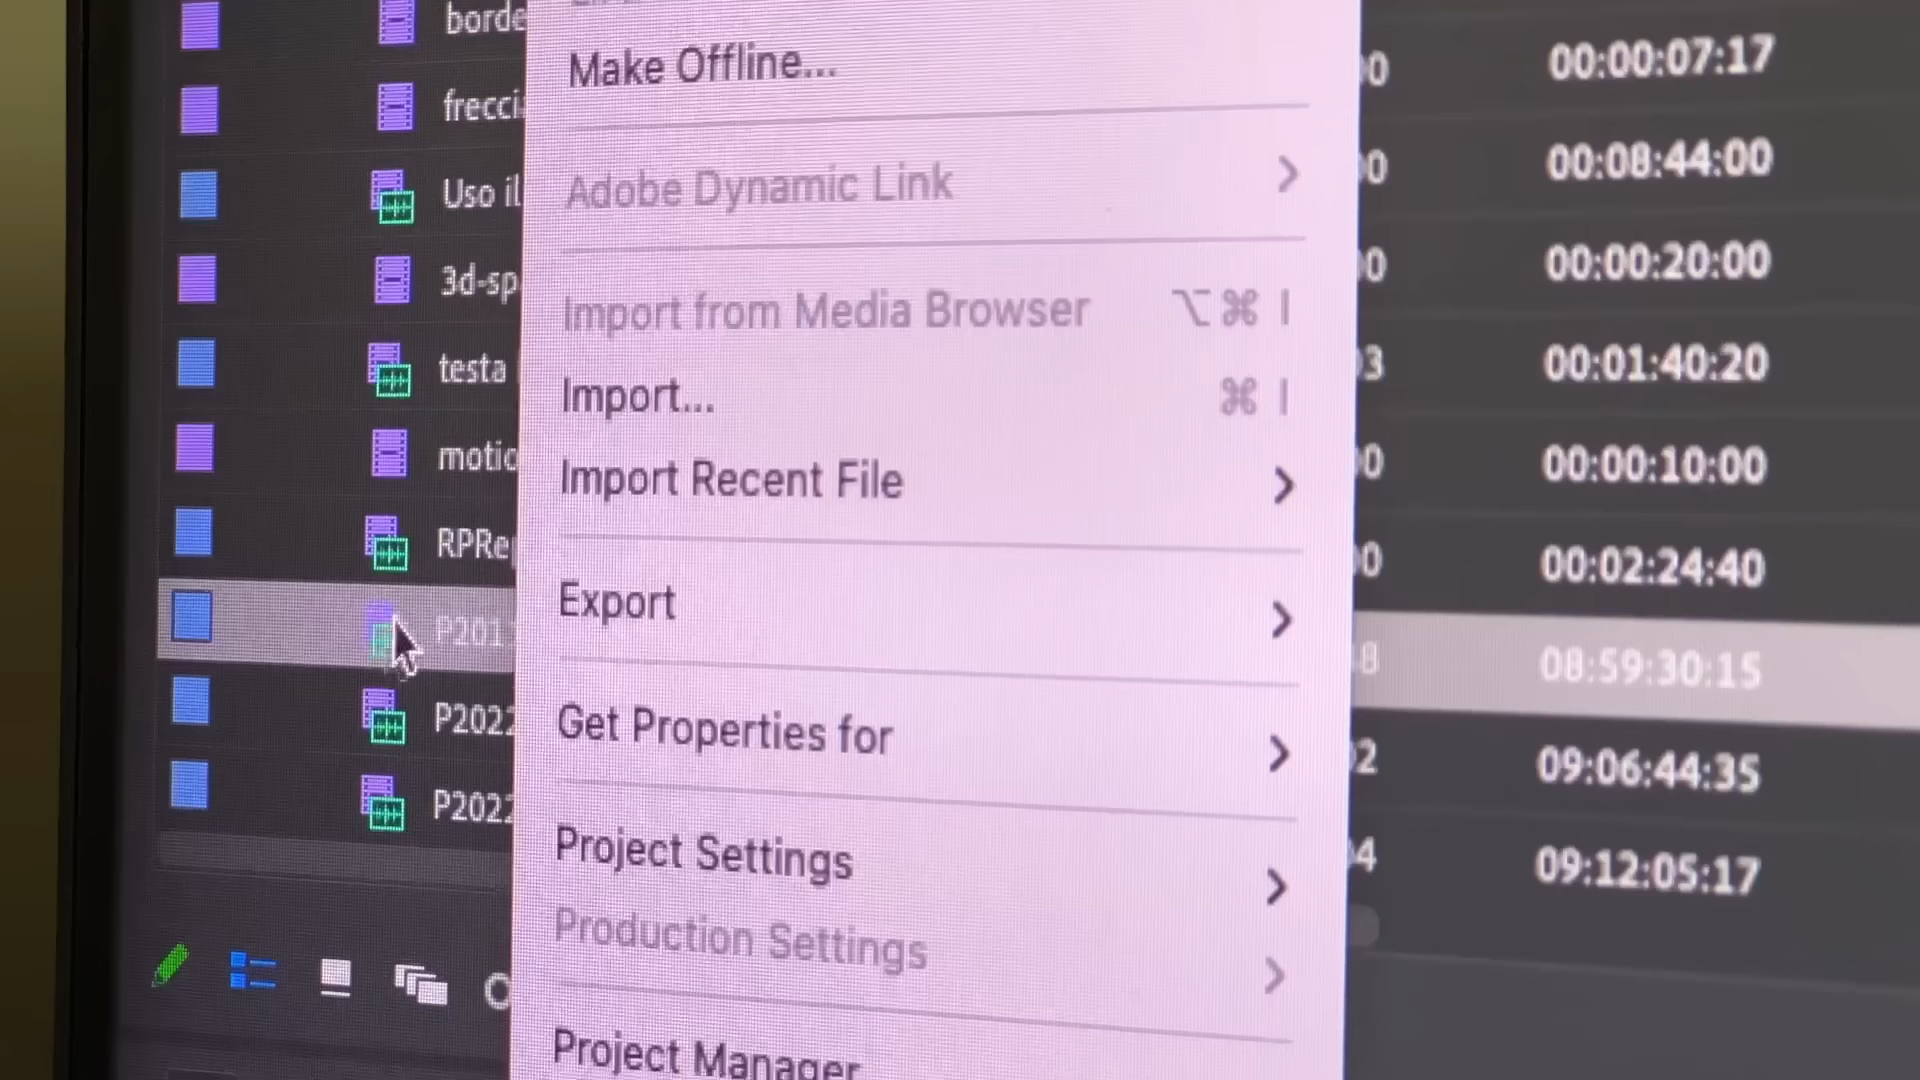 borde
Make Offline...
00:00:07:17
frecci
Uso il
Adobe Dynamic Link
00:08:44:00
3d-sp
Import from Media Browser ⌥⌘ I
00:00:20:00
testa
Import... ⌘ I
00:01:40:20
motic
Import Recent File
00:00:10:00
RPRe
Export
00:02:24:40
P201
08:59:30:15
P2022
Get Properties for
09:06:44:35
P2022
Project Settings
09:12:05:17
Production Settings
Project Manager